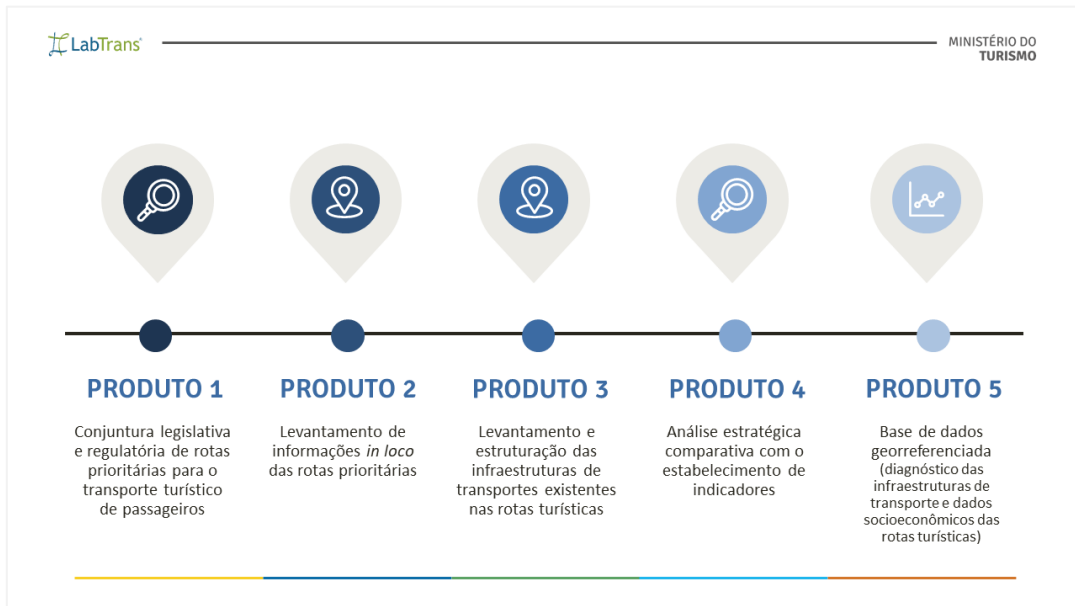 LabTrans
MINISTÉRIO DO
TURISMO
PRODUTO 1
Conjuntura legislativa
e regulatória de rotas
prioritárias para o
transporte turístico
de passageiros
PRODUTO 2
Levantamento de
informações in loco
das rotas prioritárias
PRODUTO 3
Levantamento e
estruturação das
infraestruturas de
transportes existentes
nas rotas turísticas
PRODUTO 4
Análise estratégica
comparativa com o
estabelecimento de
indicadores
PRODUTO 5
Base de dados
georreferenciada
(diagnóstico das
infraestruturas de
transporte e dados
socioeconômicos das
rotas turísticas)